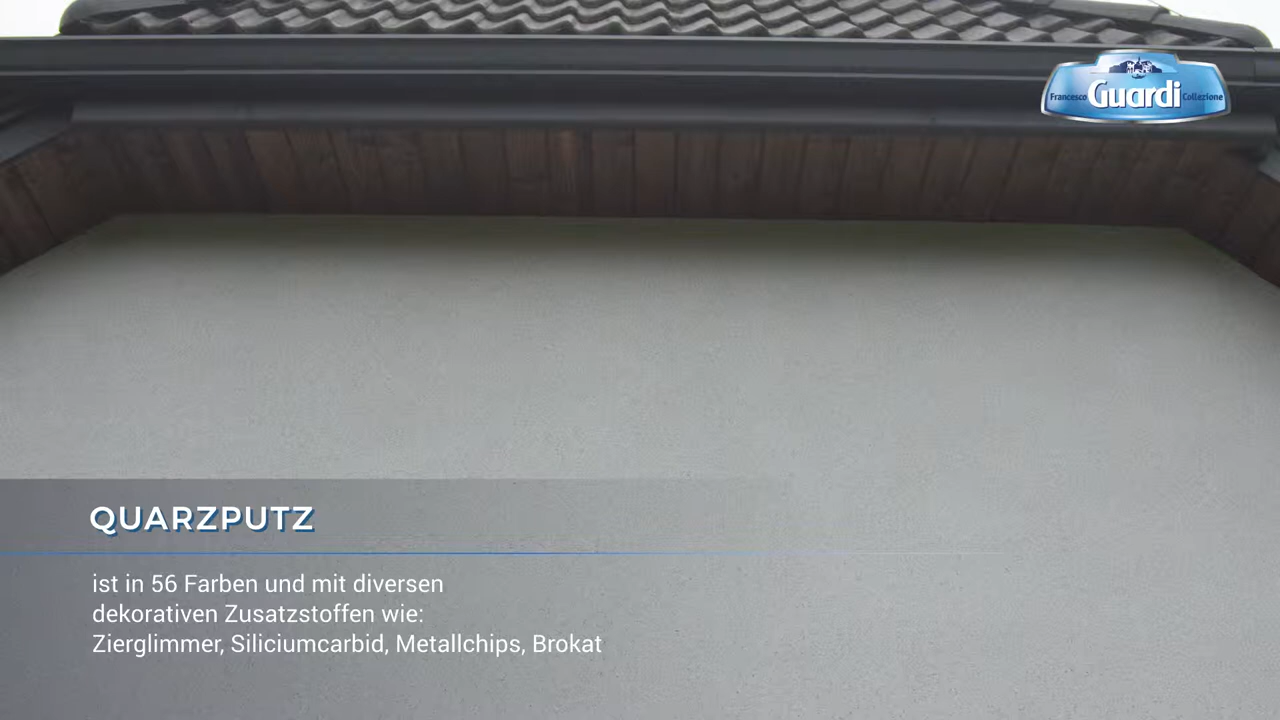 Francesco Guardi Collezione
QUARZPUTZ
ist in 56 Farben und mit diversen
dekorativen Zusatzstoffen wie:
Zierglimmer, Siliciumcarbid, Metallchips, Brokat